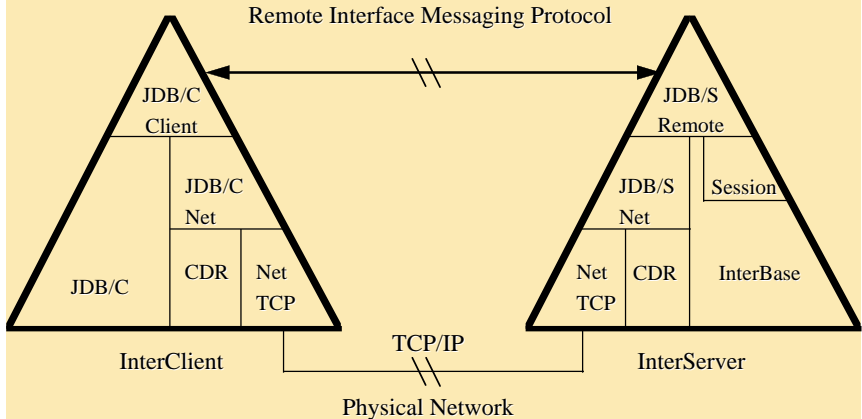 Remote Interface Messaging Protocol
JDB/C
Client
JDB/C
Net
JDB/C
CDR
Net
TCP
InterClient
JDB/S
Remote
JDB/S
Net
Session
Net
TCP
CDR
InterBase
InterServer
TCP/IP
Physical Network